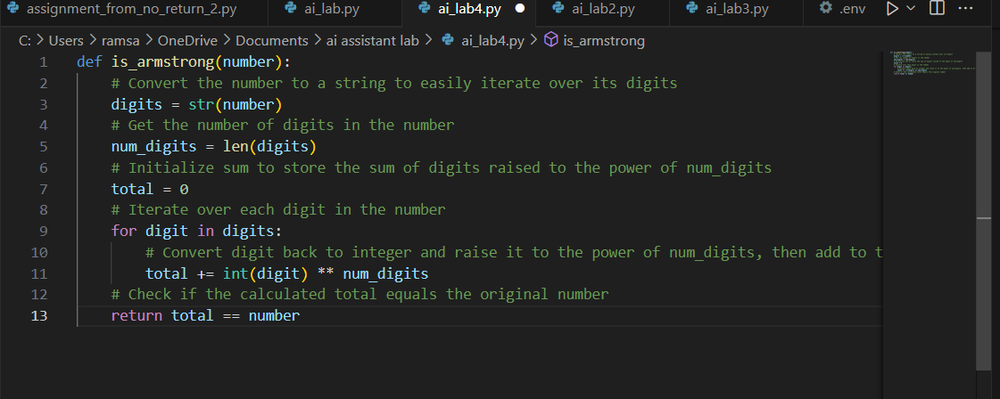 assignment_from_no_return_2.py ai_lab.py ai_lab4.py ai_lab2.py ai_lab3.py .env
C: > Users > ramsa > OneDrive > Documents > ai assistant lab > ai_lab4.py > is_armstrong
1 def is_armstrong(number):
2     # Convert the number to a string to easily iterate over its digits
3     digits = str(number)
4     # Get the number of digits in the number
5     num_digits = len(digits)
6     # Initialize sum to store the sum of digits raised to the power of num_digits
7     total = 0
8     # Iterate over each digit in the number
9     for digit in digits:
10         # Convert digit back to integer and raise it to the power of num_digits, then add to t
11         total += int(digit) ** num_digits
12     # Check if the calculated total equals the original number
13     return total == number